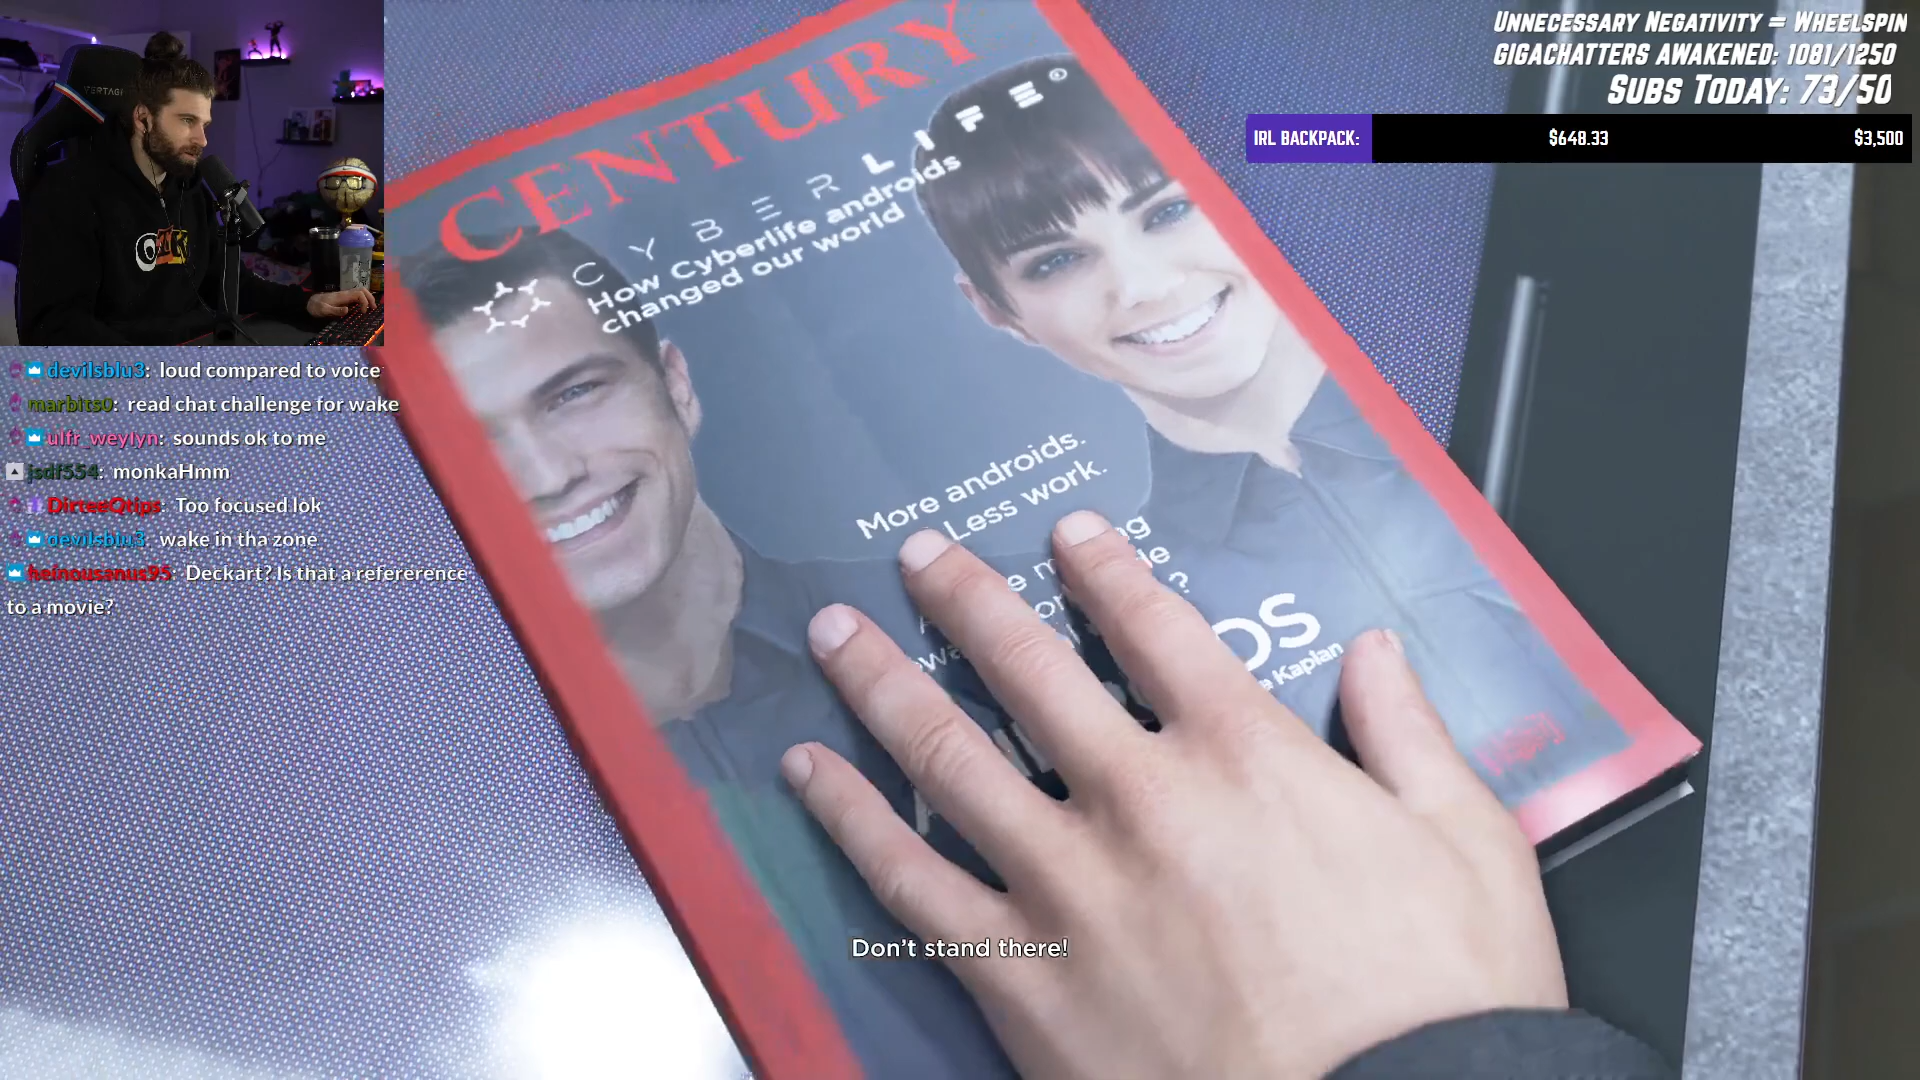 UNNECESSARY NEGATIVITY = WHEELSPIN
GIGACHATTERS AWAKENED: 1081/1250
SUBS TODAY: 73/50
IRL BACKPACK: $648.33 $3,500
CENTURY
CYBERLIFE
How Cyberlife androids
changed our world
More androids.
Less work.
Kaplan
devilsblu3: loud compared to voice
marbits0: read chat challenge for wake
ulfr_weylyn: sounds ok to me
jsdf554: monkaHmm
DirteeQtips: Too focused lok
devilsblu3: wake in tha zone
heinousanus95: Deckart? Is that a refererence
to a movie?
Don't stand there!